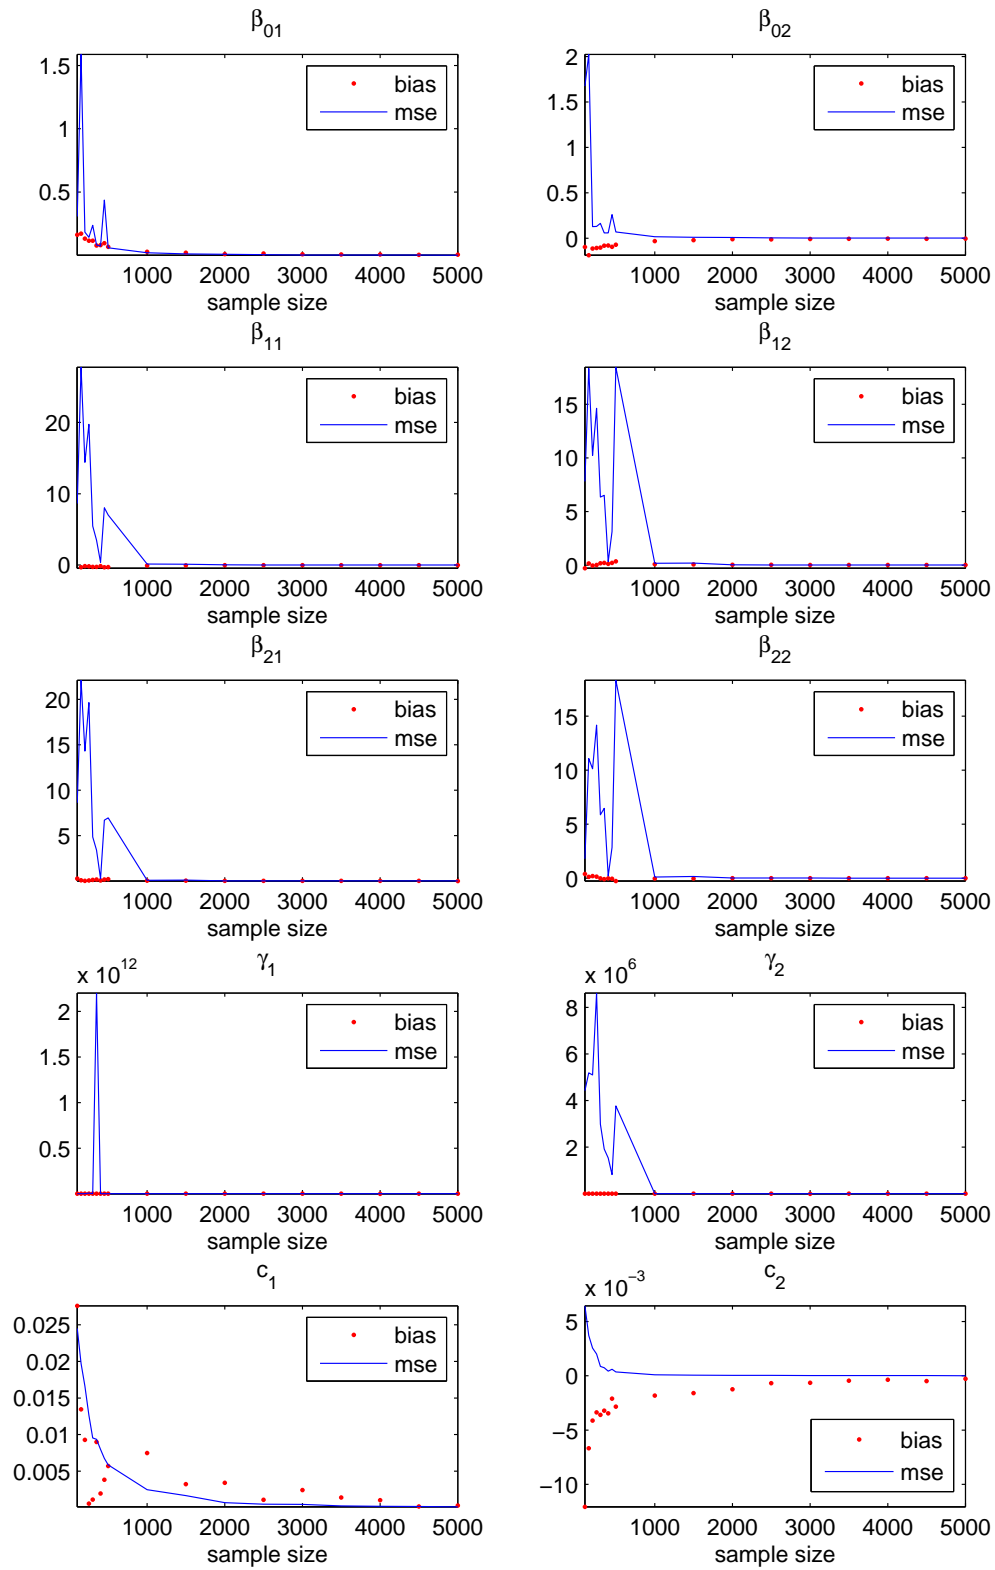 β01
1.5
1
0.5
bias
mse
1000 2000 3000 4000 5000
sample size
β02
2
1.5
1
0.5
0
bias
mse
1000 2000 3000 4000 5000
sample size
β11
20
10
0
bias
mse
1000 2000 3000 4000 5000
sample size
β12
15
10
5
0
bias
mse
1000 2000 3000 4000 5000
sample size
β21
20
15
10
5
bias
mse
1000 2000 3000 4000 5000
sample size
β22
15
10
5
0
bias
mse
1000 2000 3000 4000 5000
sample size
x 10^12
γ1
2
1.5
1
0.5
bias
mse
1000 2000 3000 4000 5000
sample size
x 10^6
γ2
8
6
4
2
bias
mse
1000 2000 3000 4000 5000
sample size
c1
0.025
0.02
0.015
0.01
0.005
bias
mse
1000 2000 3000 4000 5000
sample size
x 10^−3
c2
5
0
−5
−10
bias
mse
1000 2000 3000 4000 5000
sample size